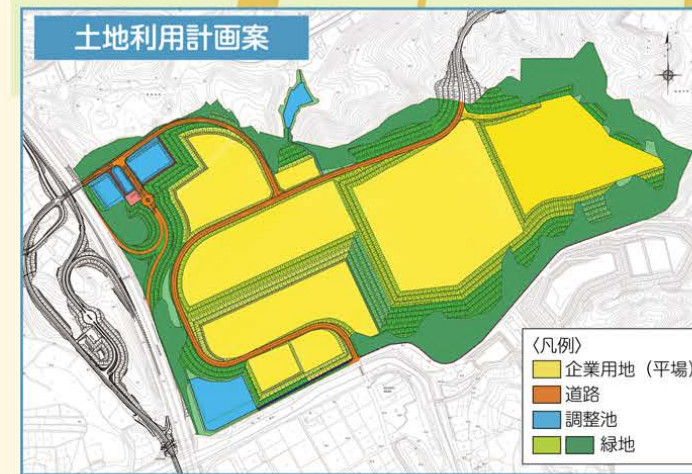 土地利用計画案
〈凡例〉
企業用地（平場）
道路
調整池
緑地